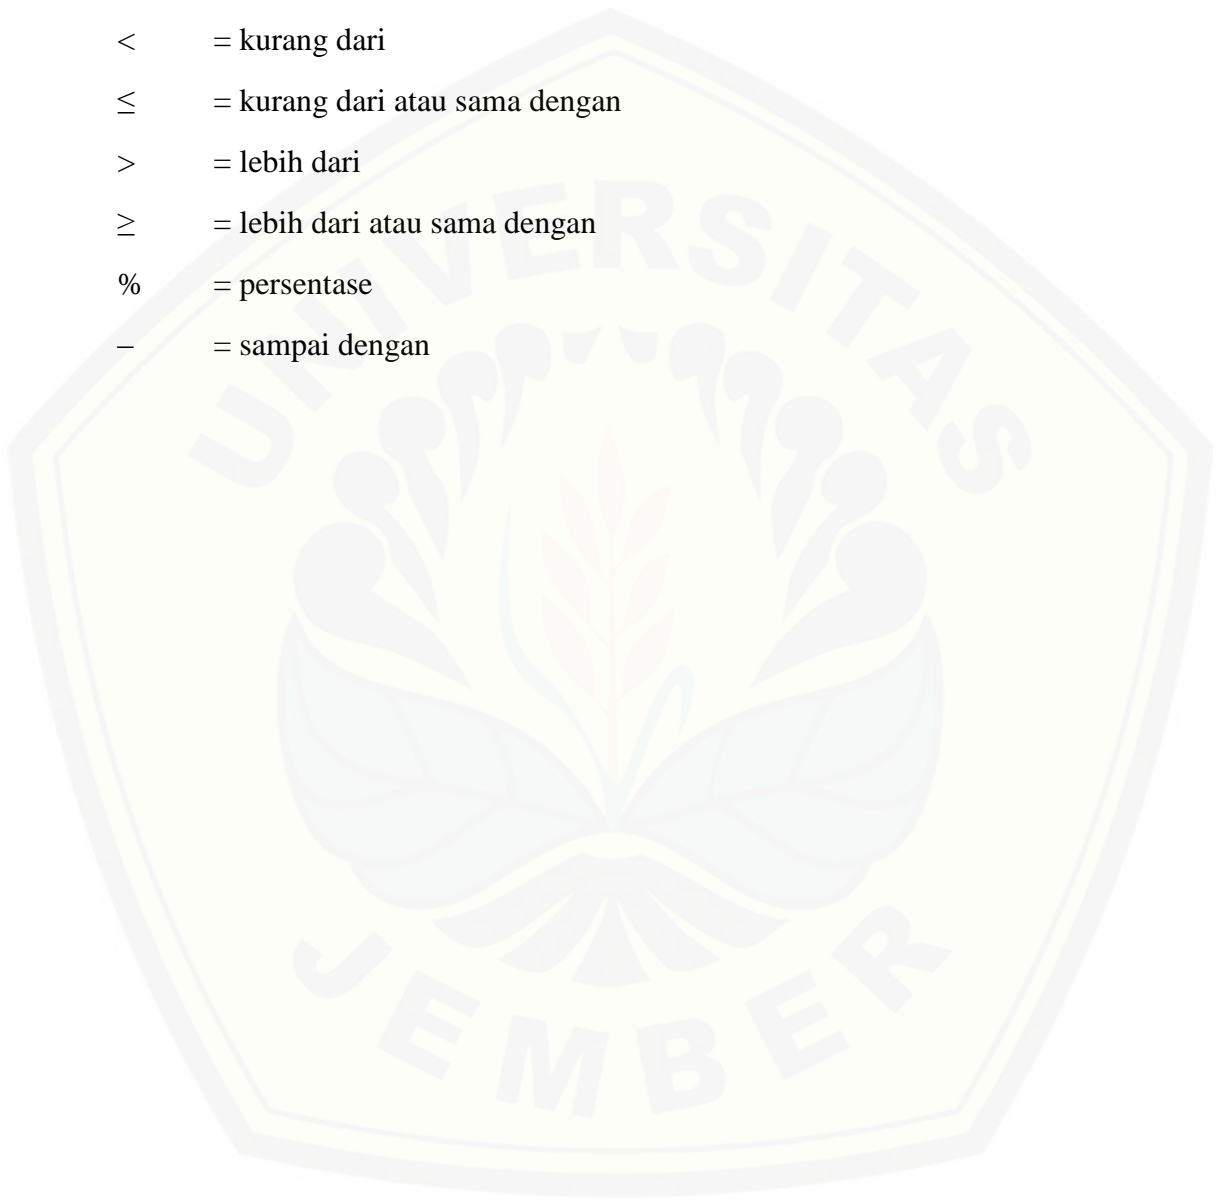 < = kurang dari
≤ = kurang dari atau sama dengan
> = lebih dari
≥ = lebih dari atau sama dengan
% = persentase
– = sampai dengan
UNIVERSITAS
JEMBER